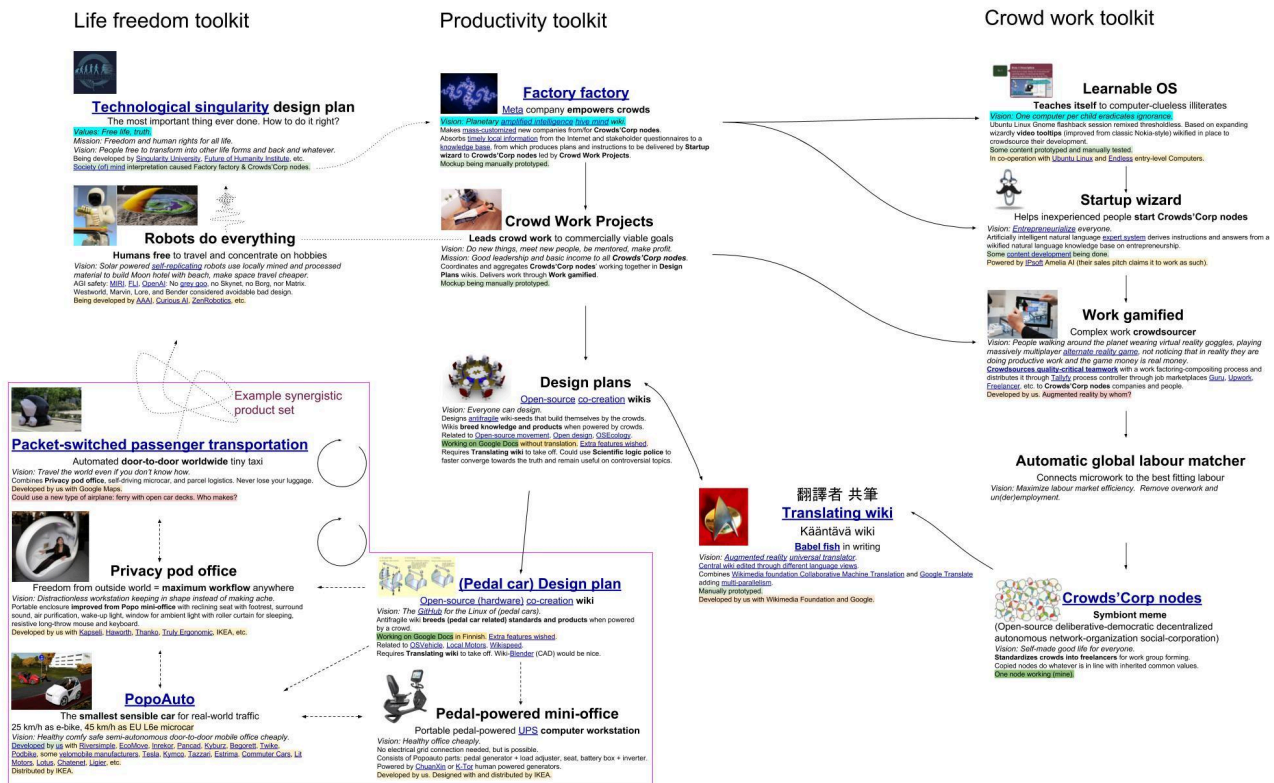 Life freedom toolkit
Technological singularity design plan
The most important thing ever done. How to do it right?
Values: Free life, truth.
Mission: Freedom and human rights for all life.
Vision: People free to transform into other life forms and back and whatever.
Being developed by Singularity University, Future of Humanity Institute, etc.
Society (of) mind interpretation caused Factory factory & Crowds'Corp nodes.
Robots do everything
Humans free to travel and concentrate on hobbies
Vision: Solar powered self-replicating robots use locally mined and processed
material to build Moon hotel with beach, make space travel cheaper.
AGI safety: MIRI, FLI, OpenAI: No grey goo, no Skynet, no Borg, nor Matrix.
Westworld, Marvin, Lore, and Bender considered avoidable bad design.
Being developed by AAAI, Curious AI, ZenRobotics, etc.
Example synergistic
product set
Packet-switched passenger transportation
Automated door-to-door worldwide tiny taxi
Vision: Travel the world even if you don't know how.
Combines Privacy pod office, self-driving microcar, and parcel logistics. Never lose your luggage.
Developed by us with Google Maps.
Could use a new type of airplane: ferry with open car decks. Who makes?
Privacy pod office
Freedom from outside world = maximum workflow anywhere
Vision: Distractionless workstation keeping in shape instead of making ache.
Portable enclosure improved from Popo mini-office with reclining seat with footrest, surround
sound, air purification, wake-up light, window for ambient light with roller curtain for sleeping,
resistive long-throw mouse and keyboard.
Developed by us with Kapseli, Haworth, Thanko, Truly Ergonomic, IKEA, etc.
PopoAuto
The smallest sensible car for real-world traffic
25 km/h as e-bike, 45 km/h as EU L6e microcar
Vision: Healthy comfy safe semi-autonomous door-to-door mobile office cheaply.
Developed by us with Riversimple, EcoMove, Inrekor, Pancad, Kyburz, Begorett, Twike,
Podbike, some velomobile manufacturers, Tesla, Kymco, Tazzari, Estrima, Commuter Cars, Lit
Motors, Lotus, Chatenet, Ligier, etc.
Distributed by IKEA.
Productivity toolkit
Factory factory
Meta company empowers crowds
Vision: Planetary amplified intelligence hive mind wiki.
Makes mass-customized new companies from/for Crowds'Corp nodes.
Absorbs timely local information from the Internet and stakeholder questionnaires to a
knowledge base, from which produces plans and instructions to be delivered by Startup
wizard to Crowds'Corp nodes led by Crowd Work Projects.
Mockup being manually prototyped.
Crowd Work Projects
Leads crowd work to commercially viable goals
Vision: Do new things, meet new people, be mentored, make profit.
Mission: Good leadership and basic income to all Crowds'Corp nodes.
Coordinates and aggregates Crowds'Corp nodes' working together in Design
Plans wikis. Delivers work through Work gamified.
Mockup being manually prototyped.
Design plans
Open-source co-creation wikis
Vision: Everyone can design.
Designs antifragile wiki-seeds that build themselves by the crowds.
Wikis breed knowledge and products when powered by crowds.
Related to Open-source movement, Open design, OSEcology.
Working on Google Docs without translation. Extra features wished.
Requires Translating wiki to take off. Could use Scientific logic police to
faster converge towards the truth and remain useful on controversial topics.
(Pedal car) Design plan
Open-source (hardware) co-creation wiki
Vision: The GitHub for the Linux of (pedal cars).
Antifragile wiki breeds (pedal car related) standards and products when powered
by a crowd.
Working on Google Docs in Finnish. Extra features wished.
Related to OSVehicle, Local Motors, Wikispeed.
Requires Translating wiki to take off. Wiki-Blender (CAD) would be nice.
Pedal-powered mini-office
Portable pedal-powered UPS computer workstation
Vision: Healthy office cheaply.
No electrical grid connection needed, but is possible.
Consists of Popoauto parts: pedal generator + load adjuster, seat, battery box + inverter.
Powered by ChuanXin or K-Tor human powered generators.
Developed by us. Designed with and distributed by IKEA.
翻譯者 共筆
Translating wiki
Kääntävä wiki
Babel fish in writing
Vision: Augmented reality universal translator.
Central wiki edited through different language views.
Combines Wikimedia foundation Collaborative Machine Translation and Google Translate
adding multi-parallelism.
Manually prototyped.
Developed by us with Wikimedia Foundation and Google.
Crowd work toolkit
Learnable OS
Teaches itself to computer-clueless illiterates
Vision: One computer per child eradicates ignorance.
Ubuntu Linux Gnome flashback session remixed thresholdless. Based on expanding
wizardly video tooltips (improved from classic Nokia-style) wikified in place to
crowdsource their development.
Some content prototyped and manually tested.
In co-operation with Ubuntu Linux and Endless entry-level Computers.
Startup wizard
Helps inexperienced people start Crowds'Corp nodes
Vision: Entrepreneurialize everyone.
Artificially intelligent natural language expert system derives instructions and answers from a
wikified natural language knowledge base on entrepreneurship.
Some content development being done.
Powered by IPsoft Amelia AI (their sales pitch claims it to work as such).
Work gamified
Complex work crowdsourcer
Vision: People walking around the planet wearing virtual reality goggles, playing
massively multiplayer alternate reality game, not noticing that in reality they are
doing productive work and the game money is real money.
Crowdsources quality-critical teamwork with a work factoring-compositing process and
distributes it through Tallyfy process controller through job marketplaces Guru, Upwork,
Freelancer, etc. to Crowds'Corp nodes companies and people.
Developed by us. Augmented reality by whom?
Automatic global labour matcher
Connects microwork to the best fitting labour
Vision: Maximize labour market efficiency. Remove overwork and
un(der)employment.
Crowds'Corp nodes
Symbiont meme
(Open-source deliberative-democratic decentralized
autonomous network-organization social-corporation)
Vision: Self-made good life for everyone.
Standardizes crowds into freelancers for work group forming.
Copied nodes do whatever is in line with inherited common values.
One node working (mine).